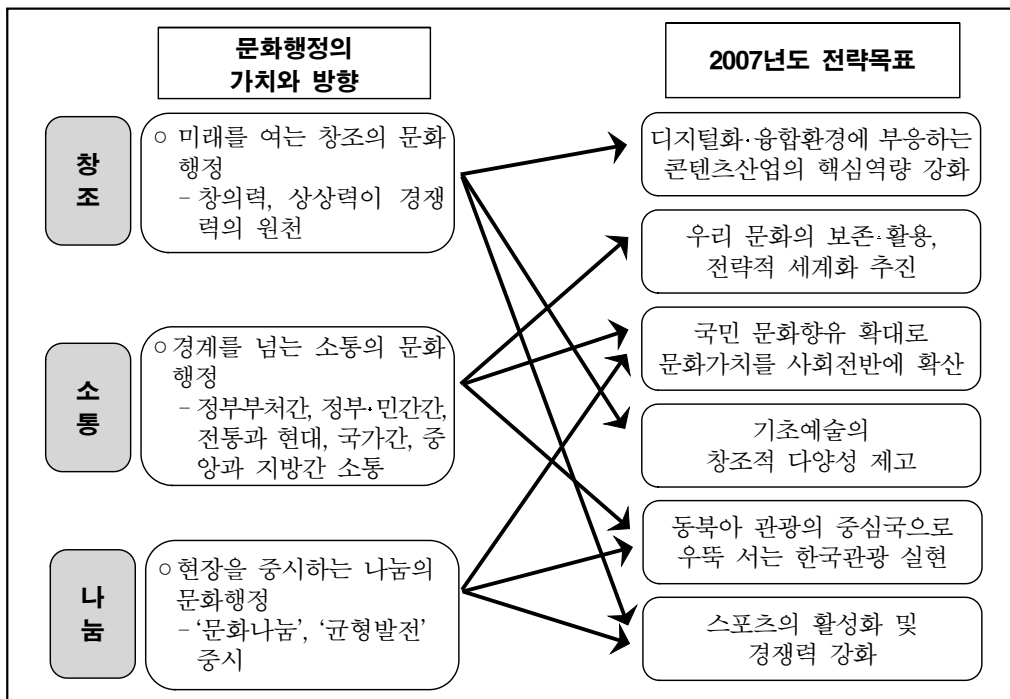 문화행정의
가치와 방향
2007년도 전략목표
창
조
○ 미래를 여는 창조의 문화
행정
- 창의력, 상상력이 경쟁
력의 원천
소
통
○경계를 넘는 소통의 문화
행정
- 정부부처간, 정부·민간간,
전통과 현대, 국가간, 중
앙과 지방간 소통
나
눔
○현장을 중시하는 나눔의
문화행정
- ‘문화나눔’, ‘균형발전’
중시
디지털화·융합환경에 부응하는
콘텐츠산업의 핵심역량 강화
우리 문화의 보존·활용,
전략적 세계화 추진
국민 문화향유 확대로
문화가치를 사회전반에 확산
기초예술의
창조적 다양성 제고
동북아 관광의 중심국으로
우뚝 서는 한국관광 실현
스포츠의 활성화 및
경쟁력 강화